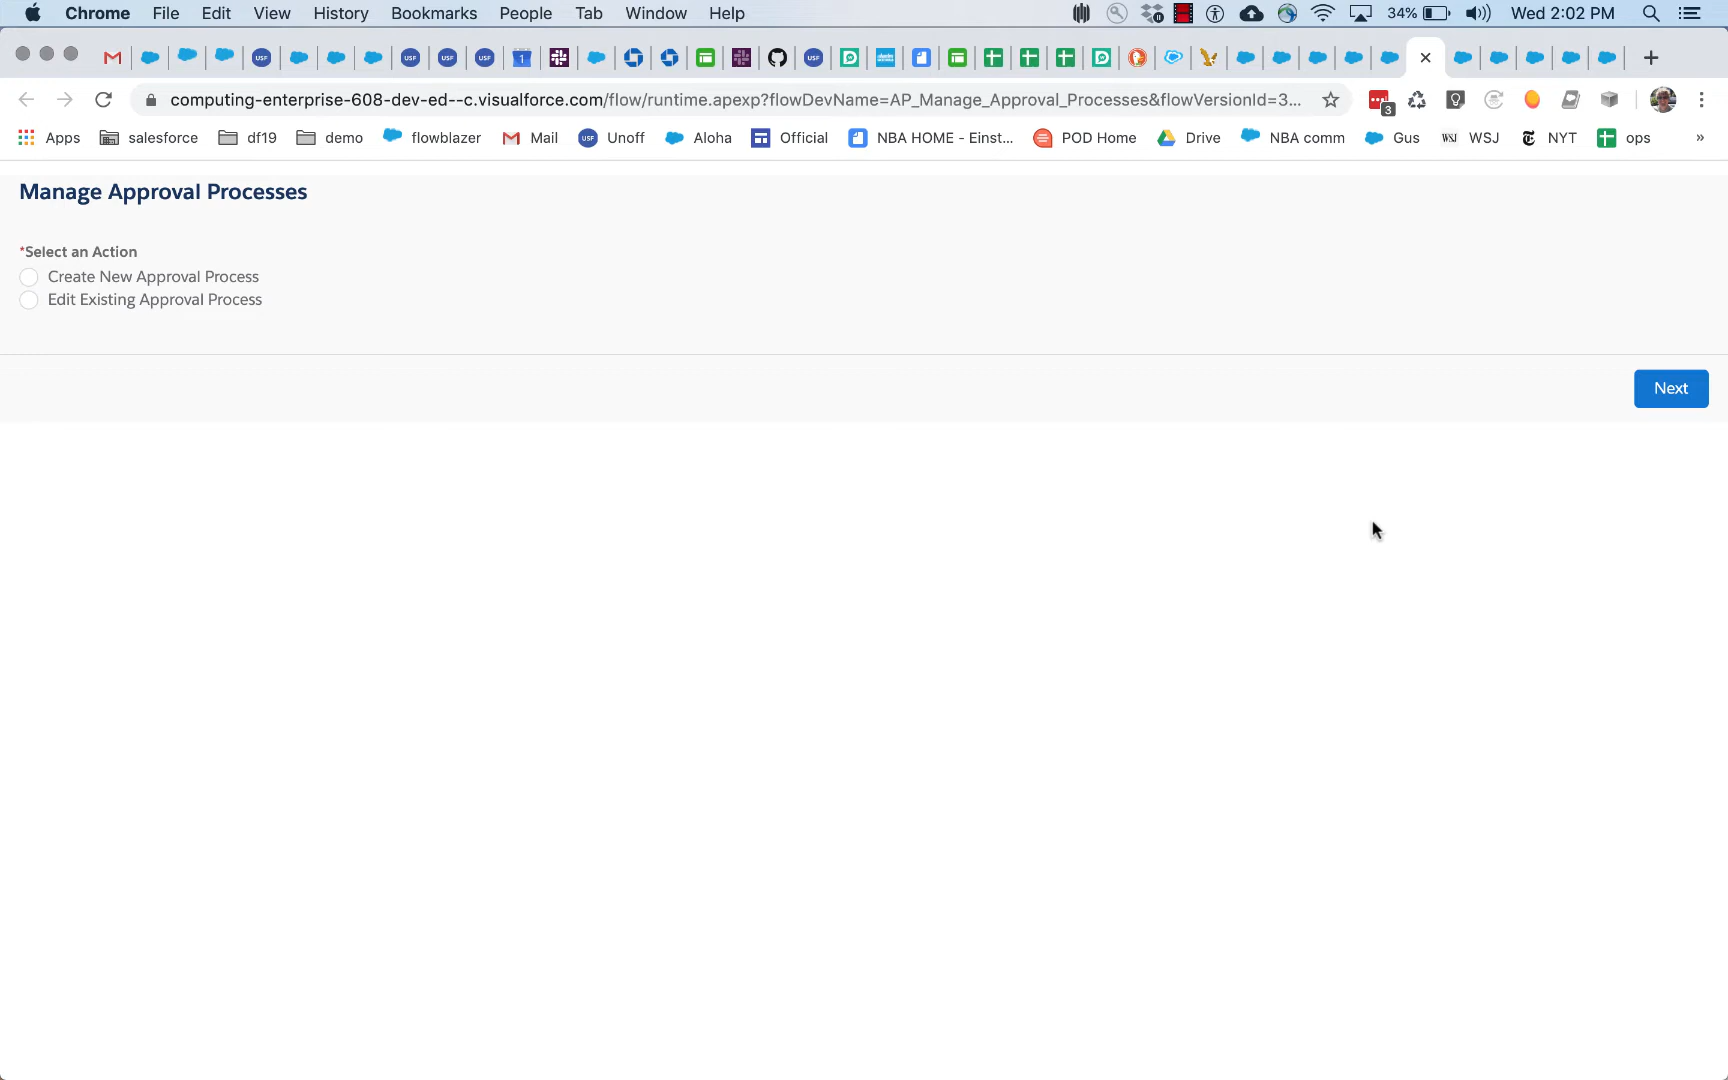 Chrome File Edit View History Bookmarks People Tab Window Help 34% Wed 2:02 PM
computing-enterprise-608-dev-ed--c.visualforce.com/flow/runtime.apexp?flowDevName=AP_Manage_Approval_Processes&flowVersionId=3... 3
Apps salesforce df19 demo flowblazer Mail USF Unoff Aloha Official NBA HOME - Einst... POD Home Drive NBA comm Gus WSJ WSJ NYT ops »
Manage Approval Processes
*Select an Action
Create New Approval Process
Edit Existing Approval Process
Next